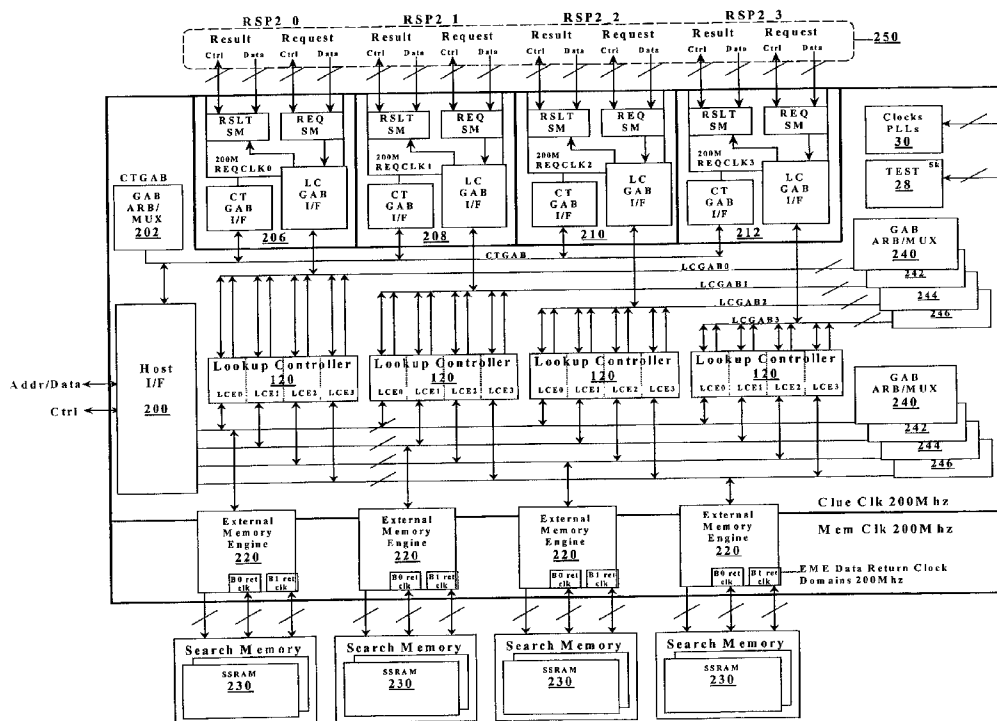 RSP2_0 RSP2_1 RSP2_2 RSP2_3
Result Request Result Request Result Request Result Request
Ctrl Data Ctrl Data Ctrl Data Ctrl Data Ctrl Data Ctrl Data Ctrl Data Ctrl Data
250
RSLT SM
REQ SM
200M
REQCLK0
CT GAB I/F
LC GAB I/F
206
RSLT SM
REQ SM
200M
REQCLK1
CT GAB I/F
LC GAB I/F
208
RSLT SM
REQ SM
200M
REQCLK2
CT GAB I/F
LC GAB I/F
210
RSLT SM
REQ SM
200M
REQCLK3
CT GAB I/F
LC GAB I/F
212
Clocks
PLLs
30
TEST
28
CTGAB
GAB
ARB/
MUX
202
CTGAB
LCGAB0
LCGAB1
LCGAB2
LCGAB3
GAB
ARB/MUX
240
242
244
246
Host
I/F
200
Addr/Data
Ctrl
Lookup Controller
120
LCE0 LCE1 LCE2 LCE3
Lookup Controller
120
LCE0 LCE1 LCE2 LCE3
Lookup Controller
120
LCE0 LCE1 LCE2 LCE3
Lookup Controller
120
LCE0 LCE1 LCE2 LCE3
GAB
ARB/MUX
240
242
244
246
Clue Clk 200Mhz
Mem Clk 200Mhz
External
Memory
Engine
220
B0 ret clk
B1 ret clk
External
Memory
Engine
220
B0 ret clk
B1 ret clk
External
Memory
Engine
220
B0 ret clk
B1 ret clk
External
Memory
Engine
220
B0 ret clk
B1 ret clk
EME Data Return Clock
Domains 200Mhz
Search Memory
SSRAM
230
Search Memory
SSRAM
230
Search Memory
SSRAM
230
Search Memory
SSRAM
230